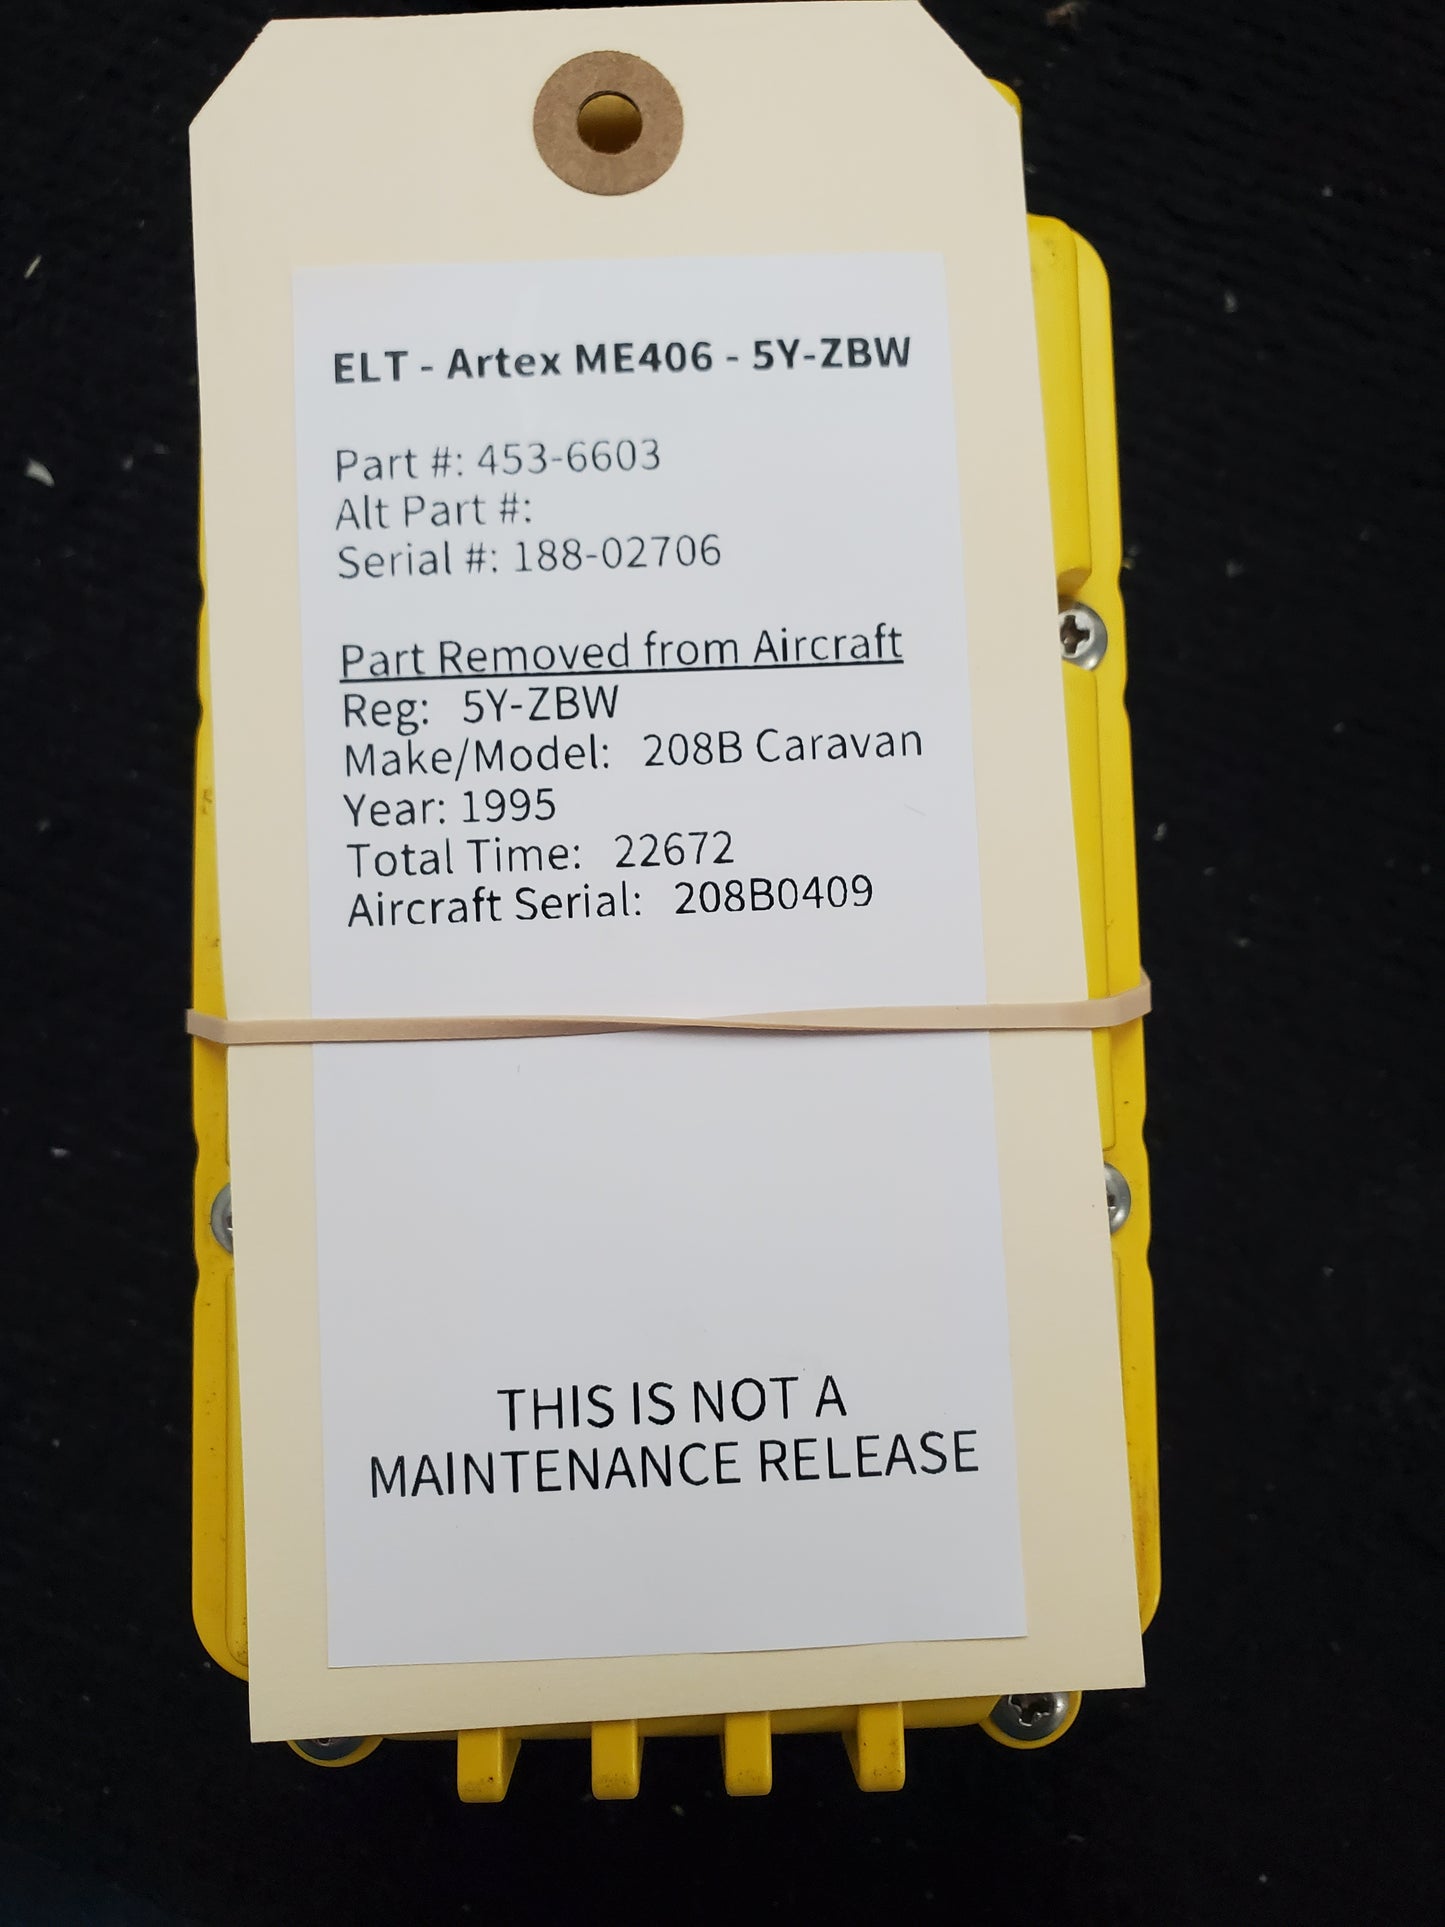 ELT - Artex ME406 - 5Y-ZBW
Part #: 453-6603
Alt Part #:
Serial #: 188-02706
Part Removed from Aircraft
Reg: 5Y-ZBW
Make/Model: 208B Caravan
Year: 1995
Total Time: 22672
Aircraft Serial: 208B0409
THIS IS NOT A
MAINTENANCE RELEASE